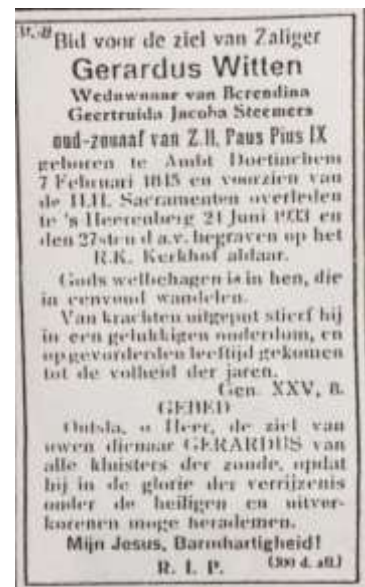 Bid voor de ziel van Zaliger
Gerardus Witten
Weduwnaar van Berendina
Geertruida Jacoba Steemers
oud-zouaaf van Z.H. Paus Pius IX
geboren te Ambt Doetinchem
7 Februari 1845 en voorzien van
de H.H. Sacramenten overleden
te 's Heerenberg 24 Juni 1933 en
den 27sten d.a.v. begraven op het
R.K. Kerkhof aldaar.
Gods welbehagen is in hen, die
in eenvoud wandelen.
Van krachten uitgeput stierf hij
in een gelukkigen ouderdom, en
op gevorderden leeftijd gekomen
tot de volheid der jaren.
Gen. XXV, 8.
GEBED
Ontsla, o Heer, de ziel van
uwen dienaar GERARDUS van
alle kluisters der zonde, opdat
hij in de glorie der verrijzenis
onder de heiligen en uitver-
korenen moge herademen.
Mijn Jesus, Barmhartigheid!
R. I. P. (300 d. afl.)